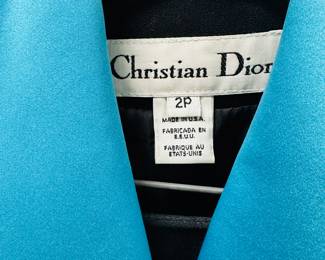 Christian Dior
2P
MADE IN U.S.A.
FABRICADA EN
E.E.U.U.
FABRIQUE AU
ETATS-UNIS